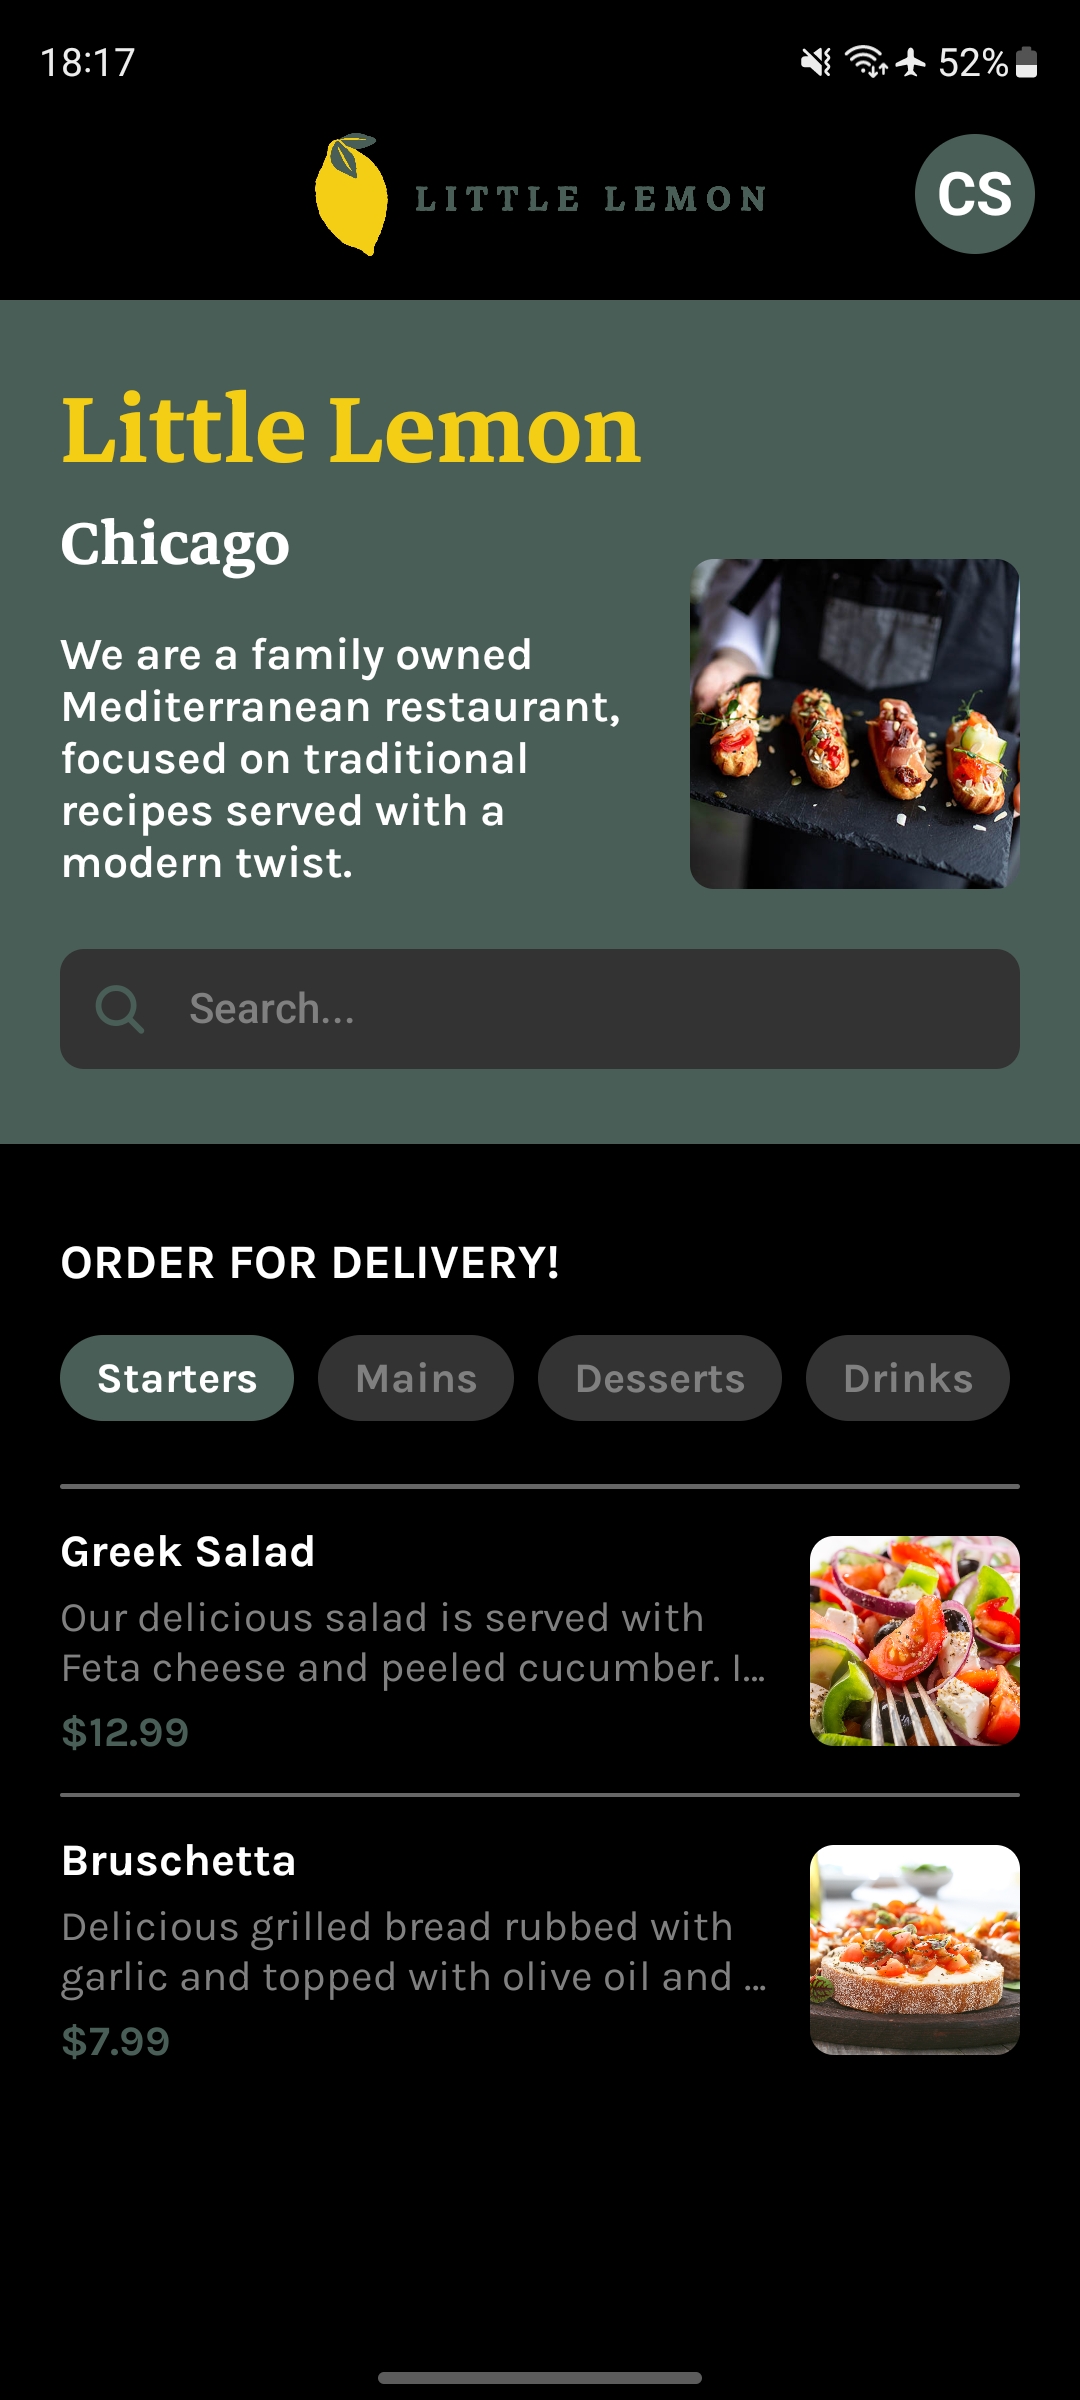 18:17
52%
LITTLE LEMON
CS
Little Lemon
Chicago
We are a family owned
Mediterranean restaurant,
focused on traditional
recipes served with a
modern twist.
Search...
ORDER FOR DELIVERY!
Starters
Mains
Desserts
Drinks
Greek Salad
Our delicious salad is served with
Feta cheese and peeled cucumber. I...
$12.99
Bruschetta
Delicious grilled bread rubbed with
garlic and topped with olive oil and ...
$7.99